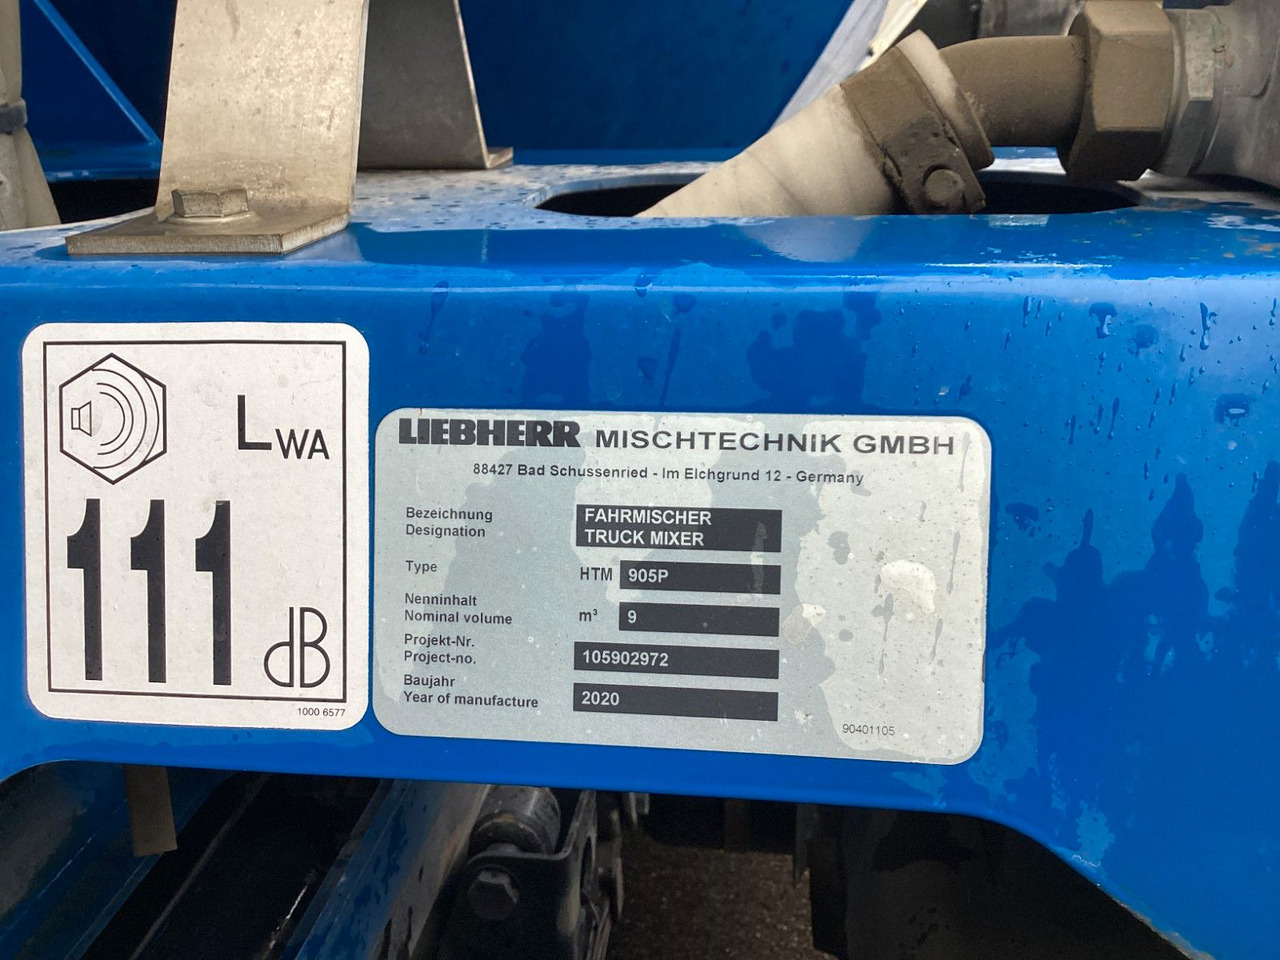 LWA
111
dB
1000 6577
LIEBHERR MISCHTECHNIK GMBH
88427 Bad Schussenried - Im Elchgrund 12 - Germany
Bezeichnung FAHRMISCHER
Designation TRUCK MIXER
Type HTM 905P
Nenninhalt
Nominal volume m³ 9
Projekt-Nr.
Project-no. 105902972
Baujahr
Year of manufacture 2020
90401105